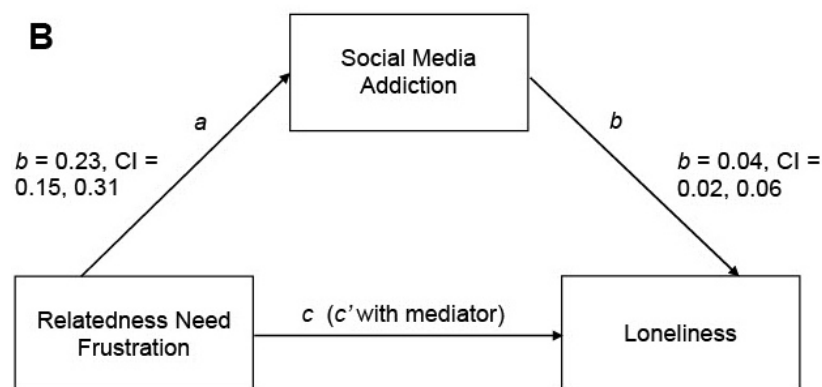 B
Social Media
Addiction
a
b
b = 0.23, CI =
0.15, 0.31
b = 0.04, CI =
0.02, 0.06
Relatedness Need
Frustration
c (c’ with mediator)
Loneliness